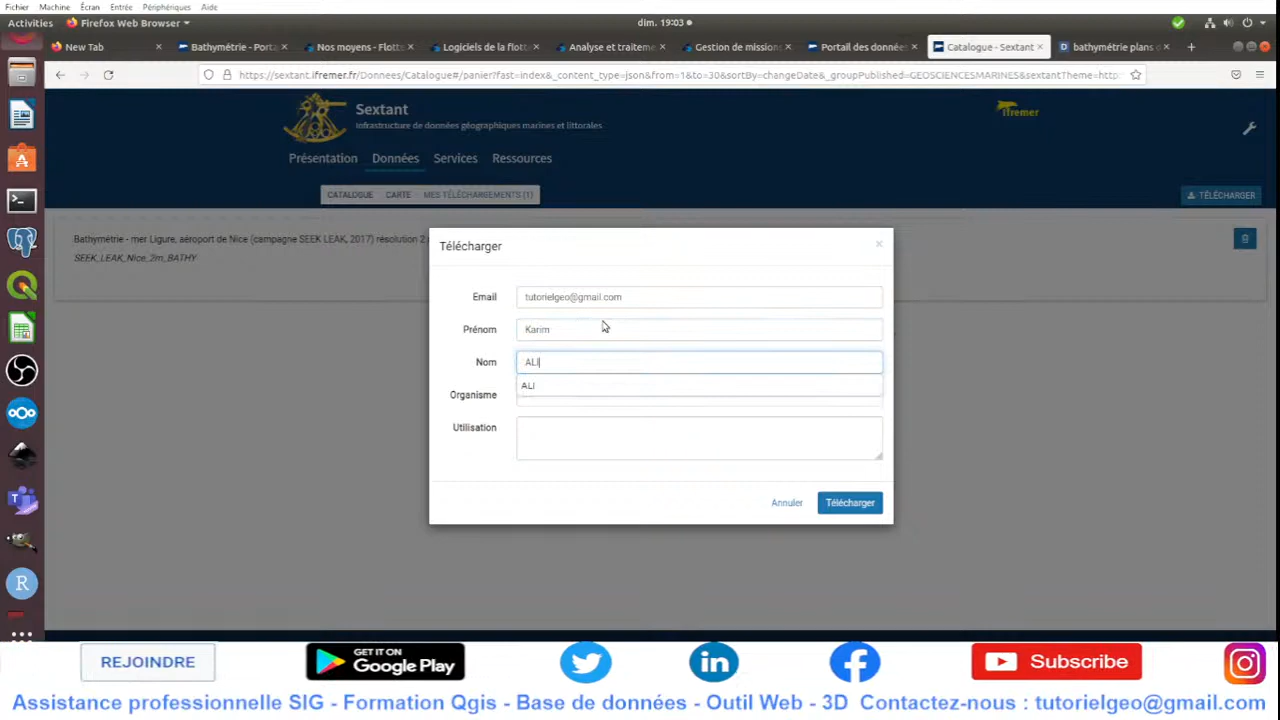 Fichier Machine Écran Entrée Périphériques Aide
Activities Firefox Web Browser dim. 19:03
New Tab Bathymétrie - Porta Nos moyens - Flotte Logiciels de la flott Analyse et traiteme Gestion de mission Portail des données Catalogue - Sextant bathymétrie plans d
https://sextant.ifremer.fr/Donnees/Catalogue#/panier?fast=index&_content_type=json&from=1&to=30&sortBy=changeDate&_groupPublished=GEOSCIENCESMARINES&sextantTheme=http:
Sextant
Infrastructure de données géographiques marines et littorales
ifremer
Présentation Données Services Ressources
CATALOGUE CARTE MES TÉLÉCHARGEMENTS (1)
TÉLÉCHARGER
Bathymétrie - mer Ligure, aéroport de Nice (campagne SEEK LEAK, 2017) résolution 2
SEEK_LEAK_Nice_2m_BATHY
Télécharger
Email tutorielgeo@gmail.com
Prénom Karim
Nom ALI
ALI
Organisme
Utilisation
Annuler Télécharger
REJOINDRE
GET IT ON
Google Play
Subscribe
Assistance professionnelle SIG - Formation Qgis - Base de données - Outil Web - 3D Contactez-nous : tutorielgeo@gmail.com